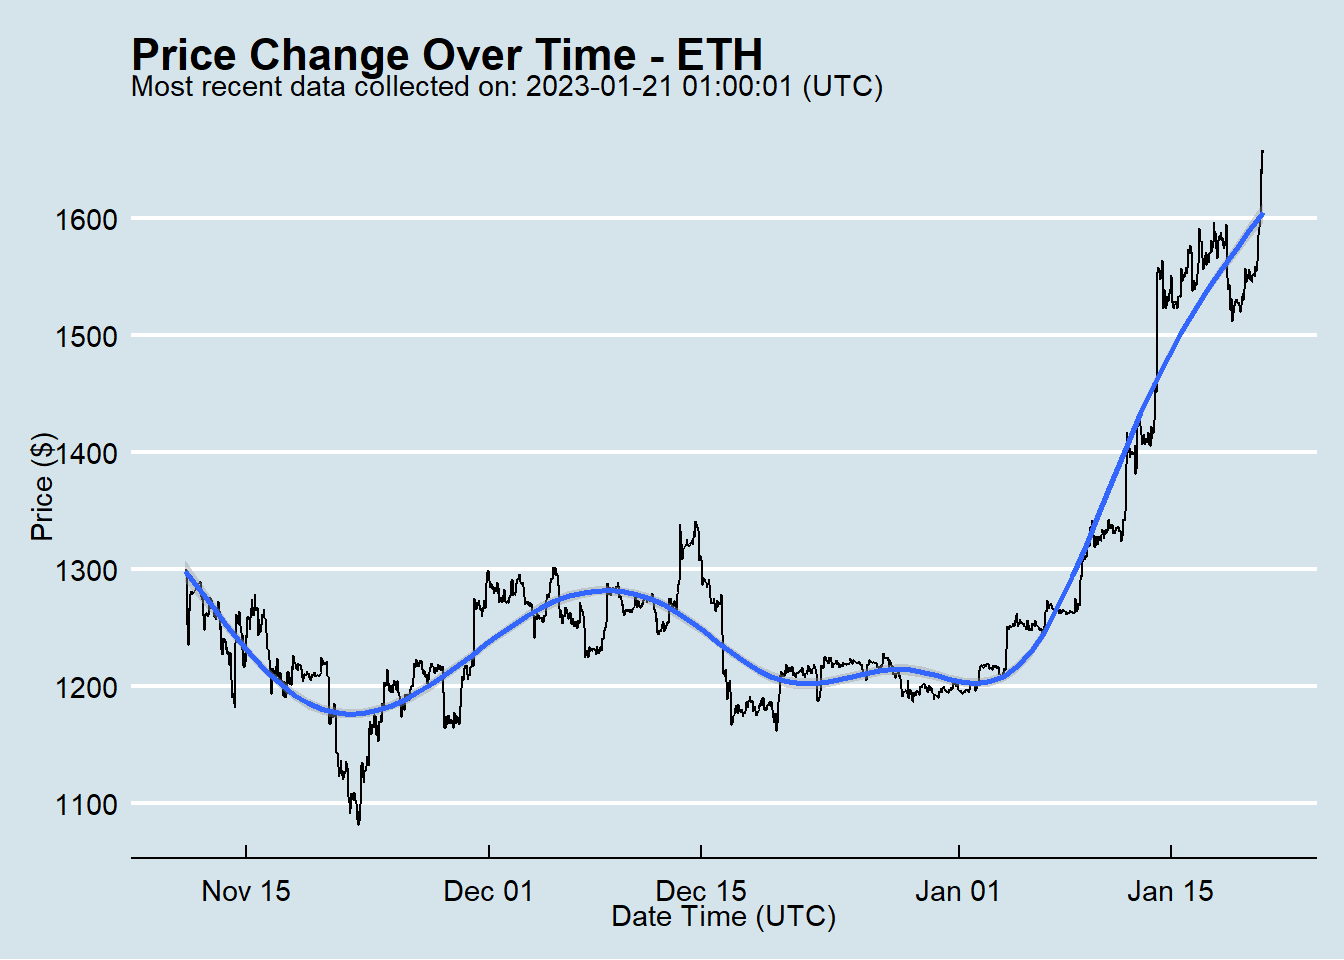 Price Change Over Time - ETH
Most recent data collected on: 2023-01-21 01:00:01 (UTC)
1600
1500
1400
1300
1200
1100
Price ($)
Nov 15
Dec 01
Dec 15
Jan 01
Jan 15
Date Time (UTC)